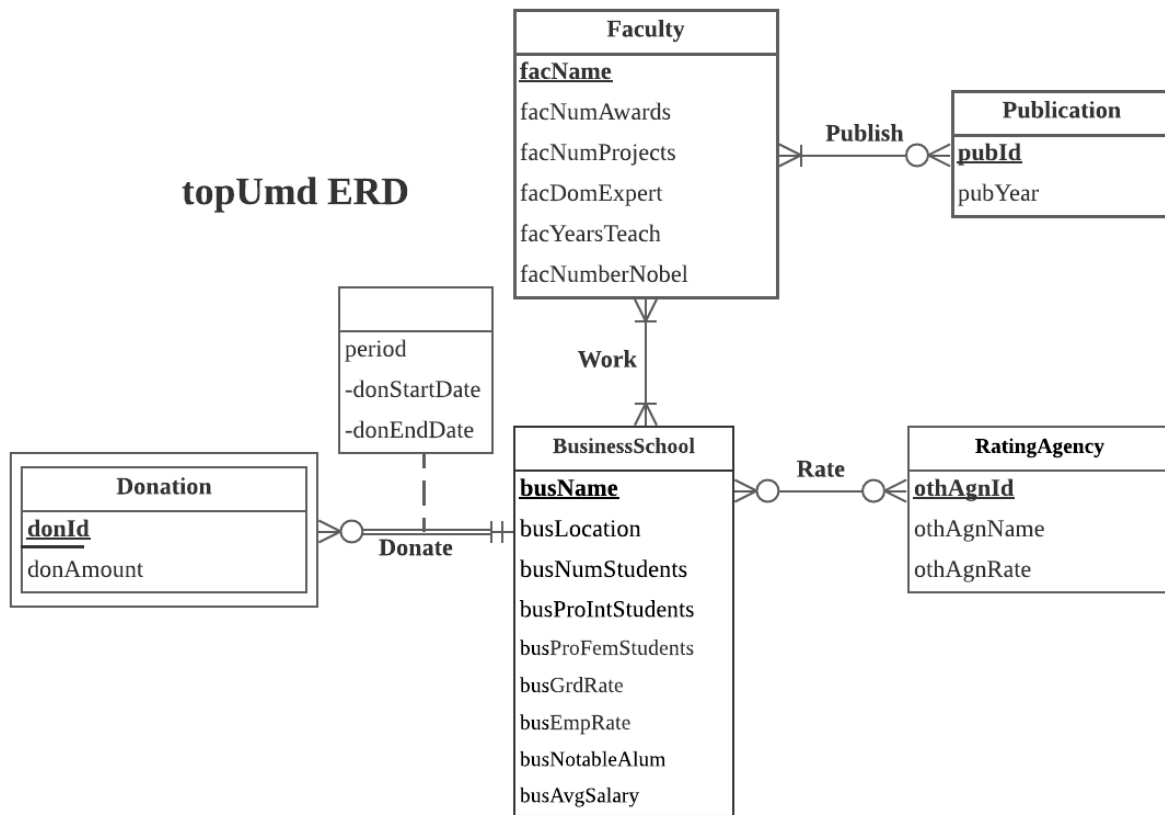 topUmd ERD
Faculty
facName
facNumAwards
facNumProjects
facDomExpert
facYearsTeach
facNumberNobel
Publish
Publication
pubId
pubYear
Work
period
-donStartDate
-donEndDate
Donation
donId
donAmount
Donate
BusinessSchool
busName
busLocation
busNumStudents
busProIntStudents
busProFemStudents
busGrdRate
busEmpRate
busNotableAlum
busAvgSalary
Rate
RatingAgency
othAgnId
othAgnName
othAgnRate